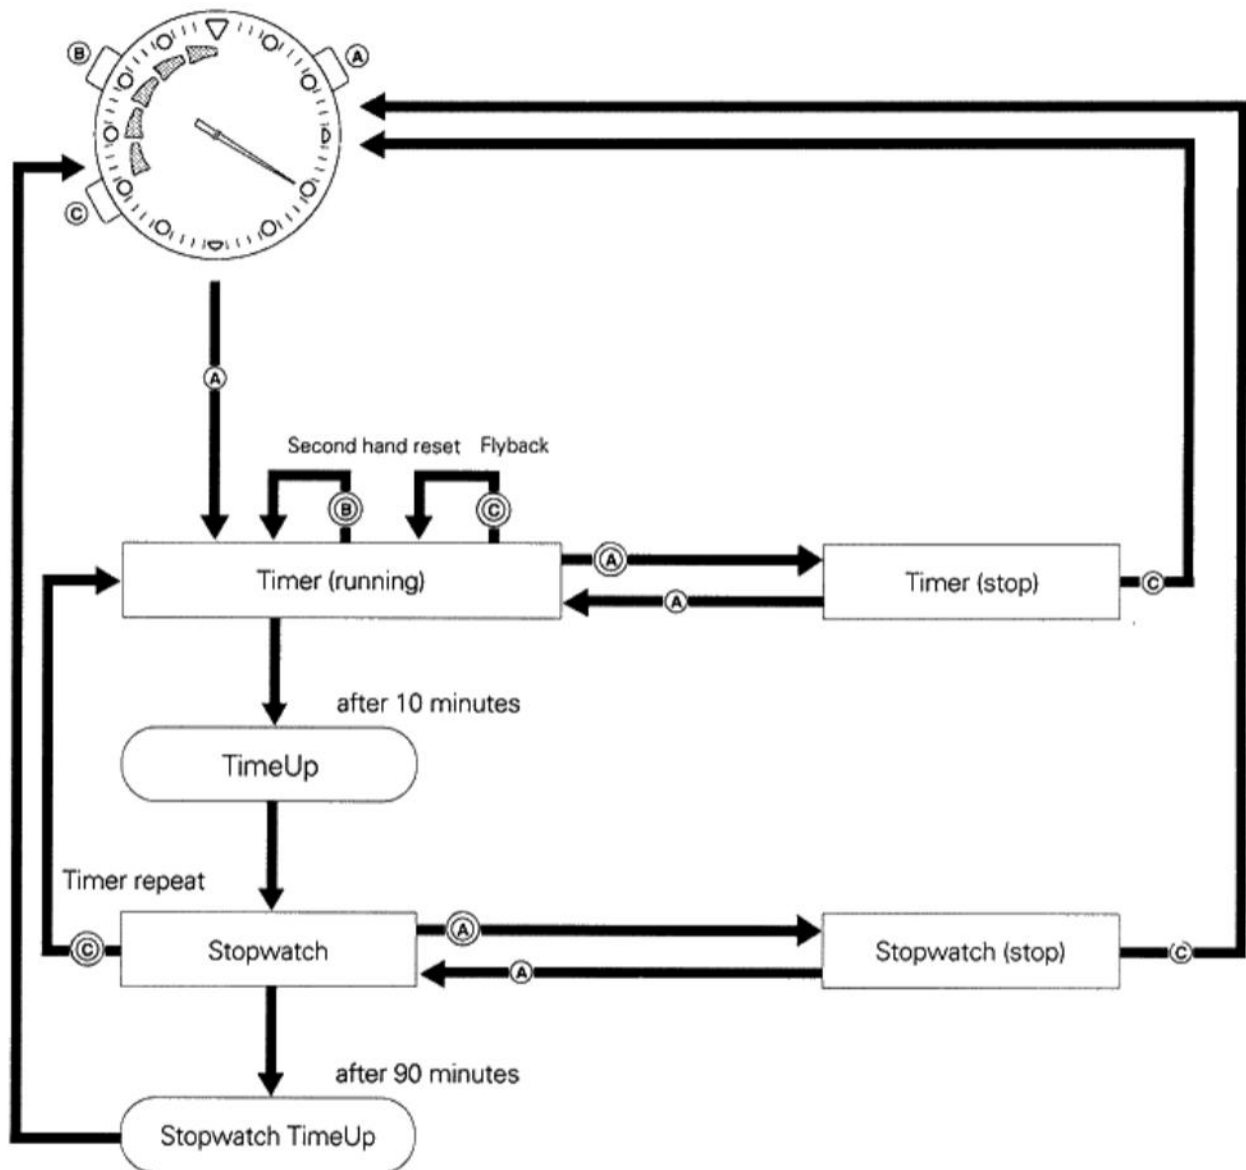 B
A
C
A
Second hand reset Flyback
B
C
Timer (running)
A
A
Timer (stop)
C
after 10 minutes
TimeUp
Timer repeat
C
Stopwatch
A
A
Stopwatch (stop)
C
after 90 minutes
Stopwatch TimeUp